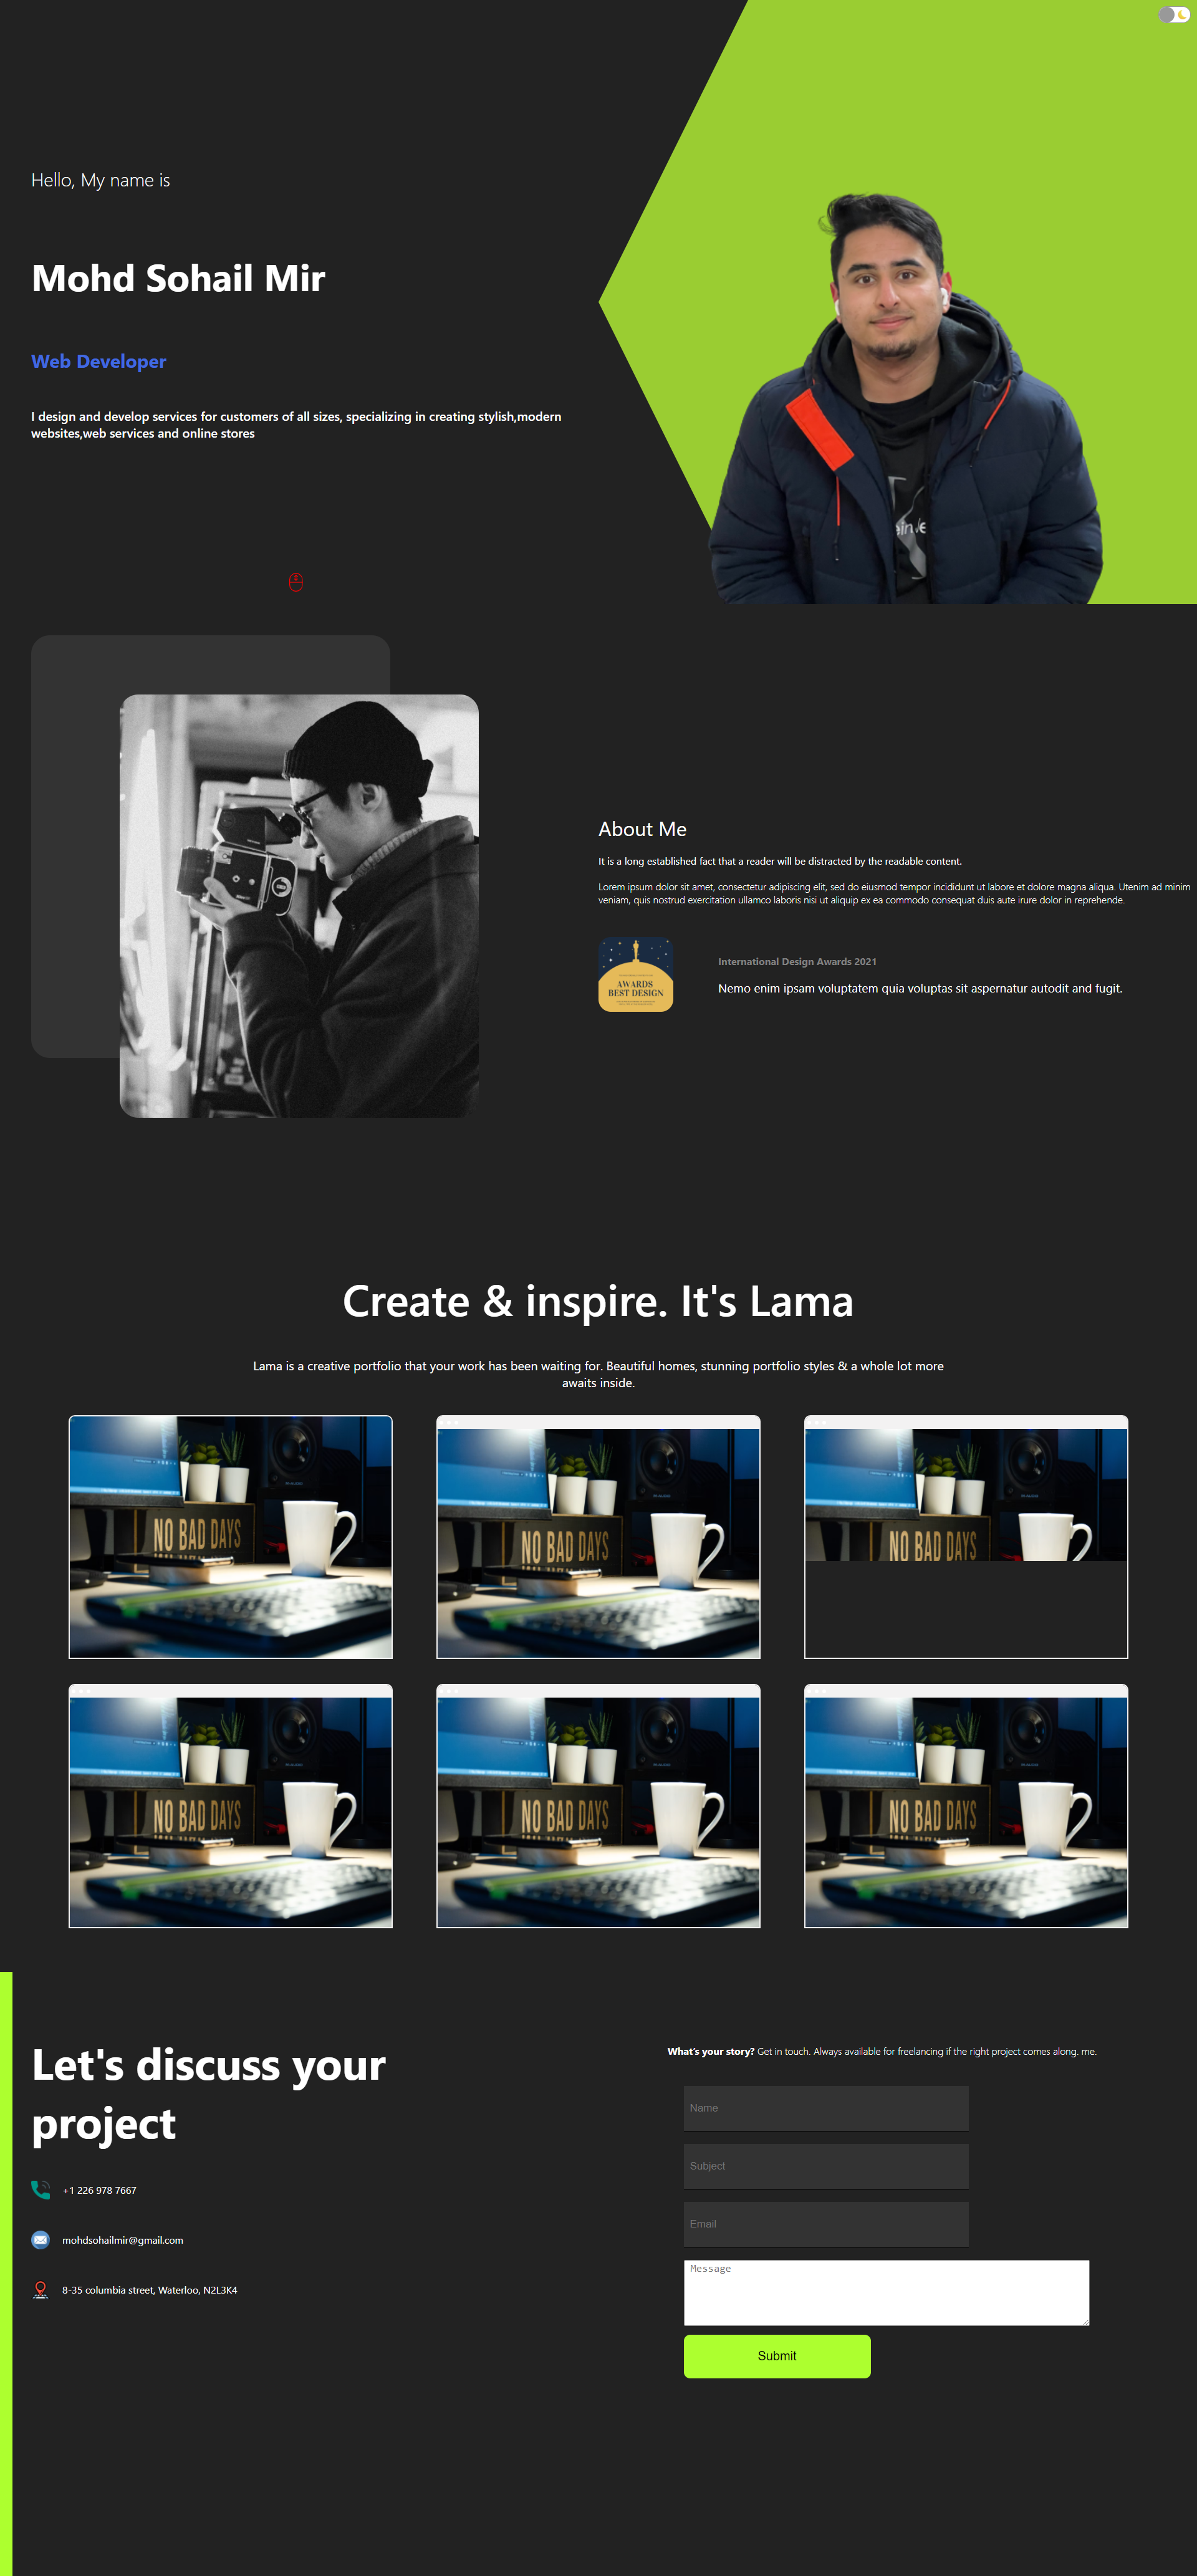 Hello, My name is
Mohd Sohail Mir
Web Developer
I design and develop services for customers of all sizes, specializing in creating stylish,modern
websites,web services and online stores
About Me
It is a long established fact that a reader will be distracted by the readable content.
Lorem ipsum dolor sit amet, consectetur adipiscing elit, sed do eiusmod tempor incididunt ut labore et dolore magna aliqua. Utenim ad minim
veniam, quis nostrud exercitation ullamco laboris nisi ut aliquip ex ea commodo consequat duis aute irure dolor in reprehende.
AWARDS
BEST DESIGN
International Design Awards 2021
Nemo enim ipsam voluptatem quia voluptas sit aspernatur autodit and fugit.
Create & inspire. It's Lama
Lama is a creative portfolio that your work has been waiting for. Beautiful homes, stunning portfolio styles & a whole lot more
awaits inside.
NO BAD DAYS
NO BAD DAYS
NO BAD DAYS
NO BAD DAYS
NO BAD DAYS
NO BAD DAYS
Let's discuss your
project
+1 226 978 7667
mohdsohailmir@gmail.com
8-35 columbia street, Waterloo, N2L3K4
What's your story? Get in touch. Always available for freelancing if the right project comes along. me.
Name
Subject
Email
Message
Submit